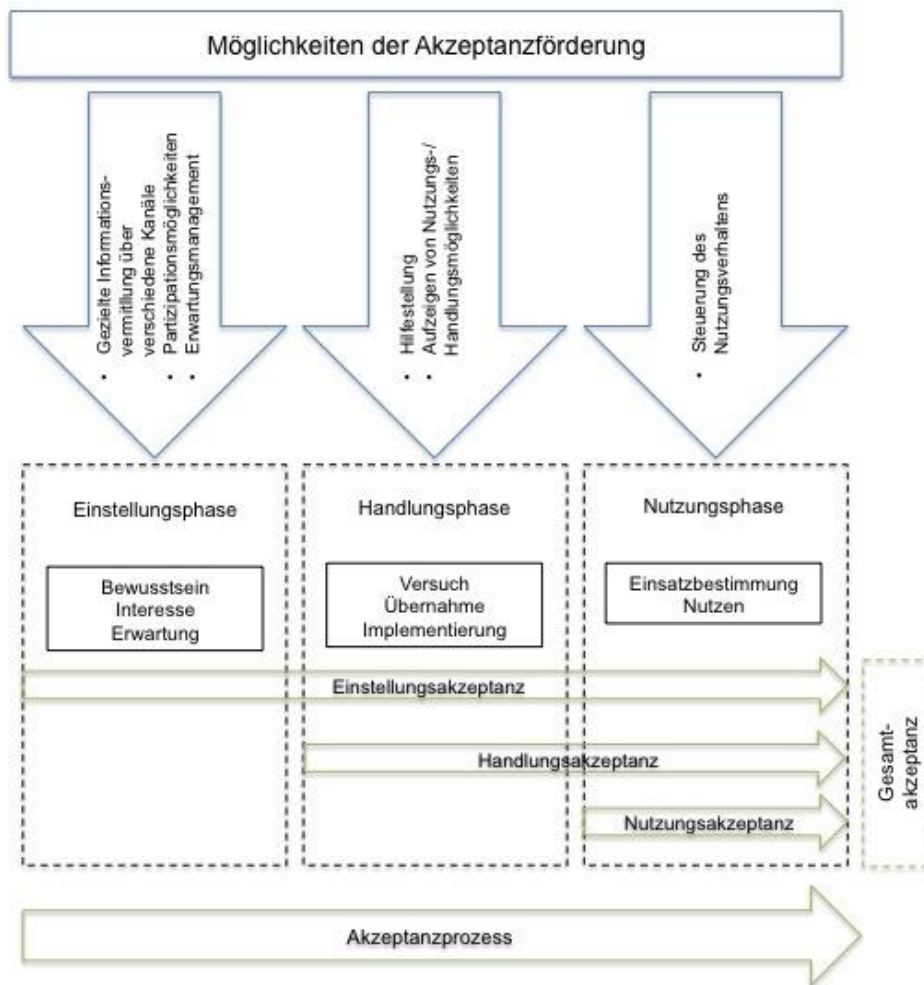 Möglichkeiten der Akzeptanzförderung
• Gezielte Informations-
vermittlung über
verschiedene Kanäle
• Partizipationsmöglichkeiten
• Erwartungsmanagement
• Hilfestellung
• Aufzeigen von Nutzungs-/
Handlungsmöglichkeiten
• Steuerung des
Nutzungsverhaltens
Einstellungsphase
Bewusstsein
Interesse
Erwartung
Handlungsphase
Versuch
Übernahme
Implementierung
Nutzungsphase
Einsatzbestimmung
Nutzen
Einstellungsakzeptanz
Handlungsakzeptanz
Nutzungsakzeptanz
Gesamt-
akzeptanz
Akzeptanzprozess